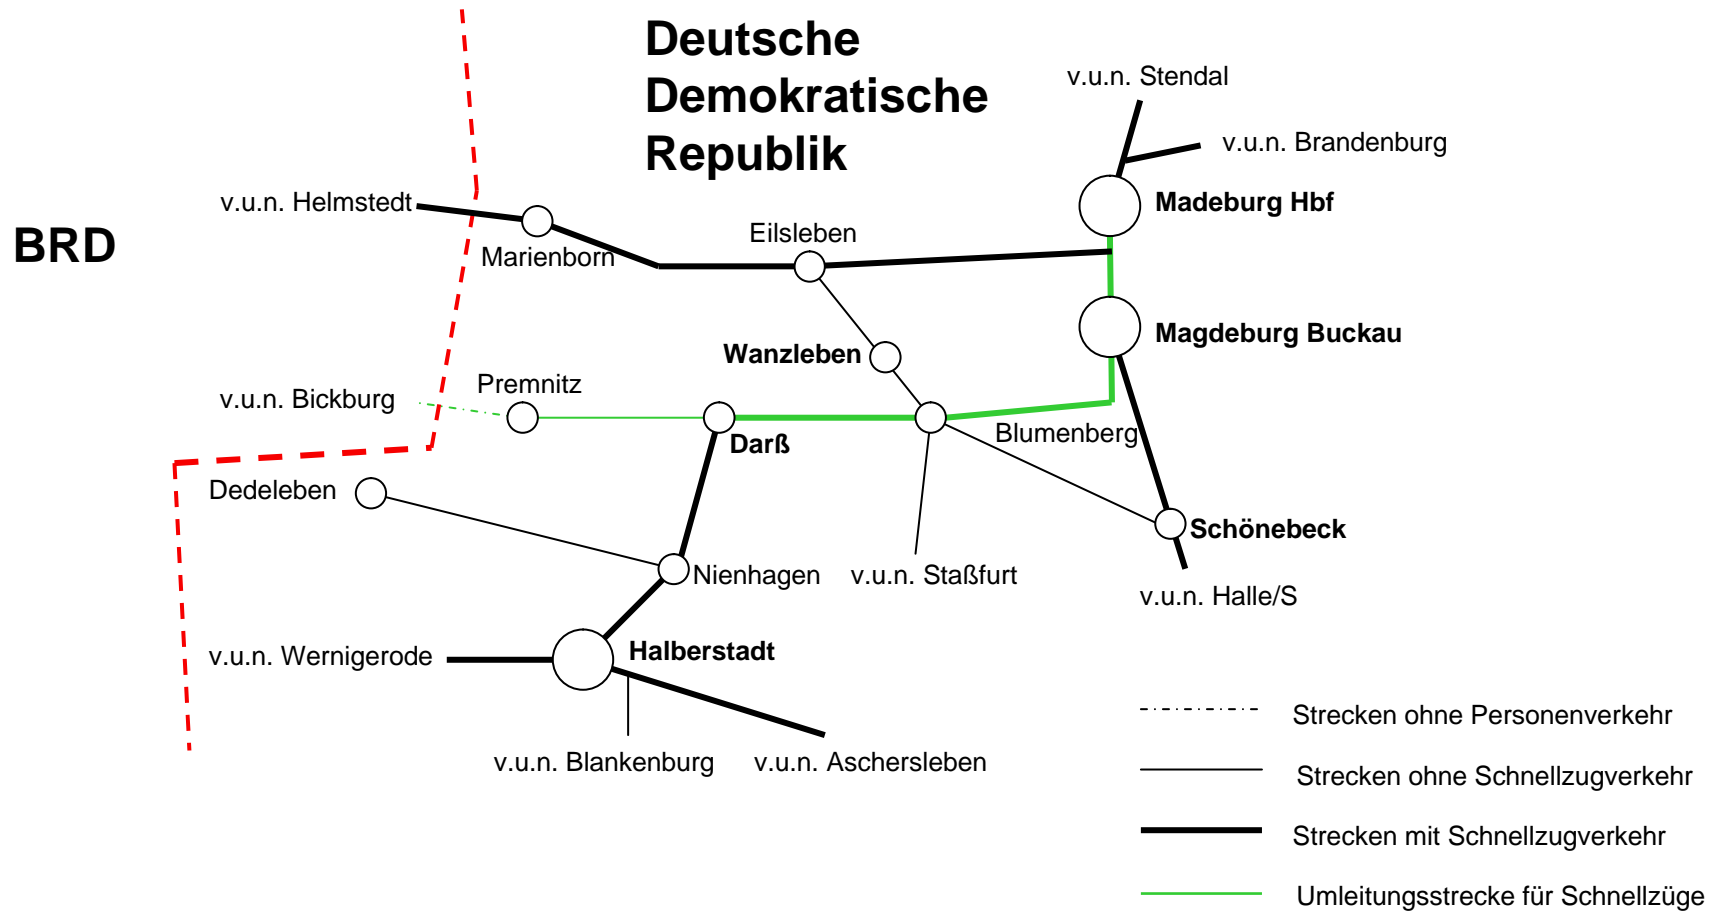 Deutsche
Demokratische
Republik
v.u.n. Stendal
v.u.n. Brandenburg
v.u.n. Helmstedt
Madeburg Hbf
BRD
Eilsleben
Marienborn
Magdeburg Buckau
Wanzleben
Premnitz
v.u.n. Bickburg
Blumenberg
Darß
Dedeleben
Schönebeck
Nienhagen
v.u.n. Staßfurt
v.u.n. Halle/S
Halberstadt
v.u.n. Wernigerode
v.u.n. Blankenburg
v.u.n. Aschersleben
Strecken ohne Personenverkehr
Strecken ohne Schnellzugverkehr
Strecken mit Schnellzugverkehr
Umleitungsstrecke für Schnellzüge